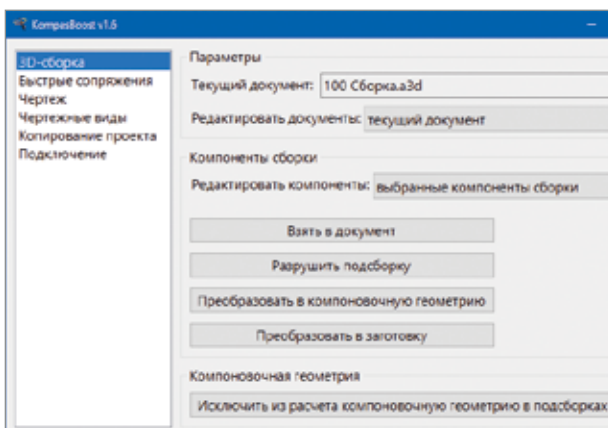 KompasBoost v1.6
3D-сборка
Быстрые сопряжения
Чертеж
Чертежные виды
Копирование проекта
Подключение
Параметры
Текущий документ: 100 Сборка.a3d
Редактировать документы: текущий документ
Компоненты сборки
Редактировать компоненты: выбранные компоненты сборки
Взять в документ
Разрушить подсборку
Преобразовать в компоновочную геометрию
Преобразовать в заготовку
Компоновочная геометрия
Исключить из расчета компоновочную геометрию в подсборках